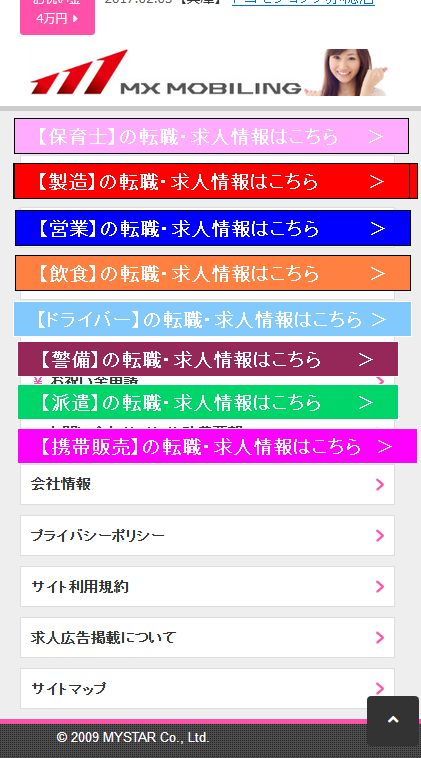 お祝い金
4万円
2017.02.03 【兵庫】
MX MOBILING
【保育士】の転職・求人情報はこちら ＞
【製造】の転職・求人情報はこちら ＞
【営業】の転職・求人情報はこちら ＞
【飲食】の転職・求人情報はこちら ＞
【ドライバー】の転職・求人情報はこちら ＞
【警備】の転職・求人情報はこちら ＞
¥ お祝い金申請
【派遣】の転職・求人情報はこちら ＞
【携帯販売】の転職・求人情報はこちら ＞
会社情報
プライバシーポリシー
サイト利用規約
求人広告掲載について
サイトマップ
© 2009 MYSTAR Co., Ltd.